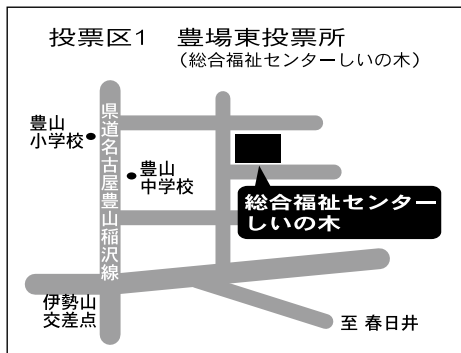 投票区1 豊場東投票所
（総合福祉センターしいの木）
豊山
小学校
県道名古屋豊山稲沢線
豊山
中学校
総合福祉センター
しいの木
伊勢山
交差点
至 春日井